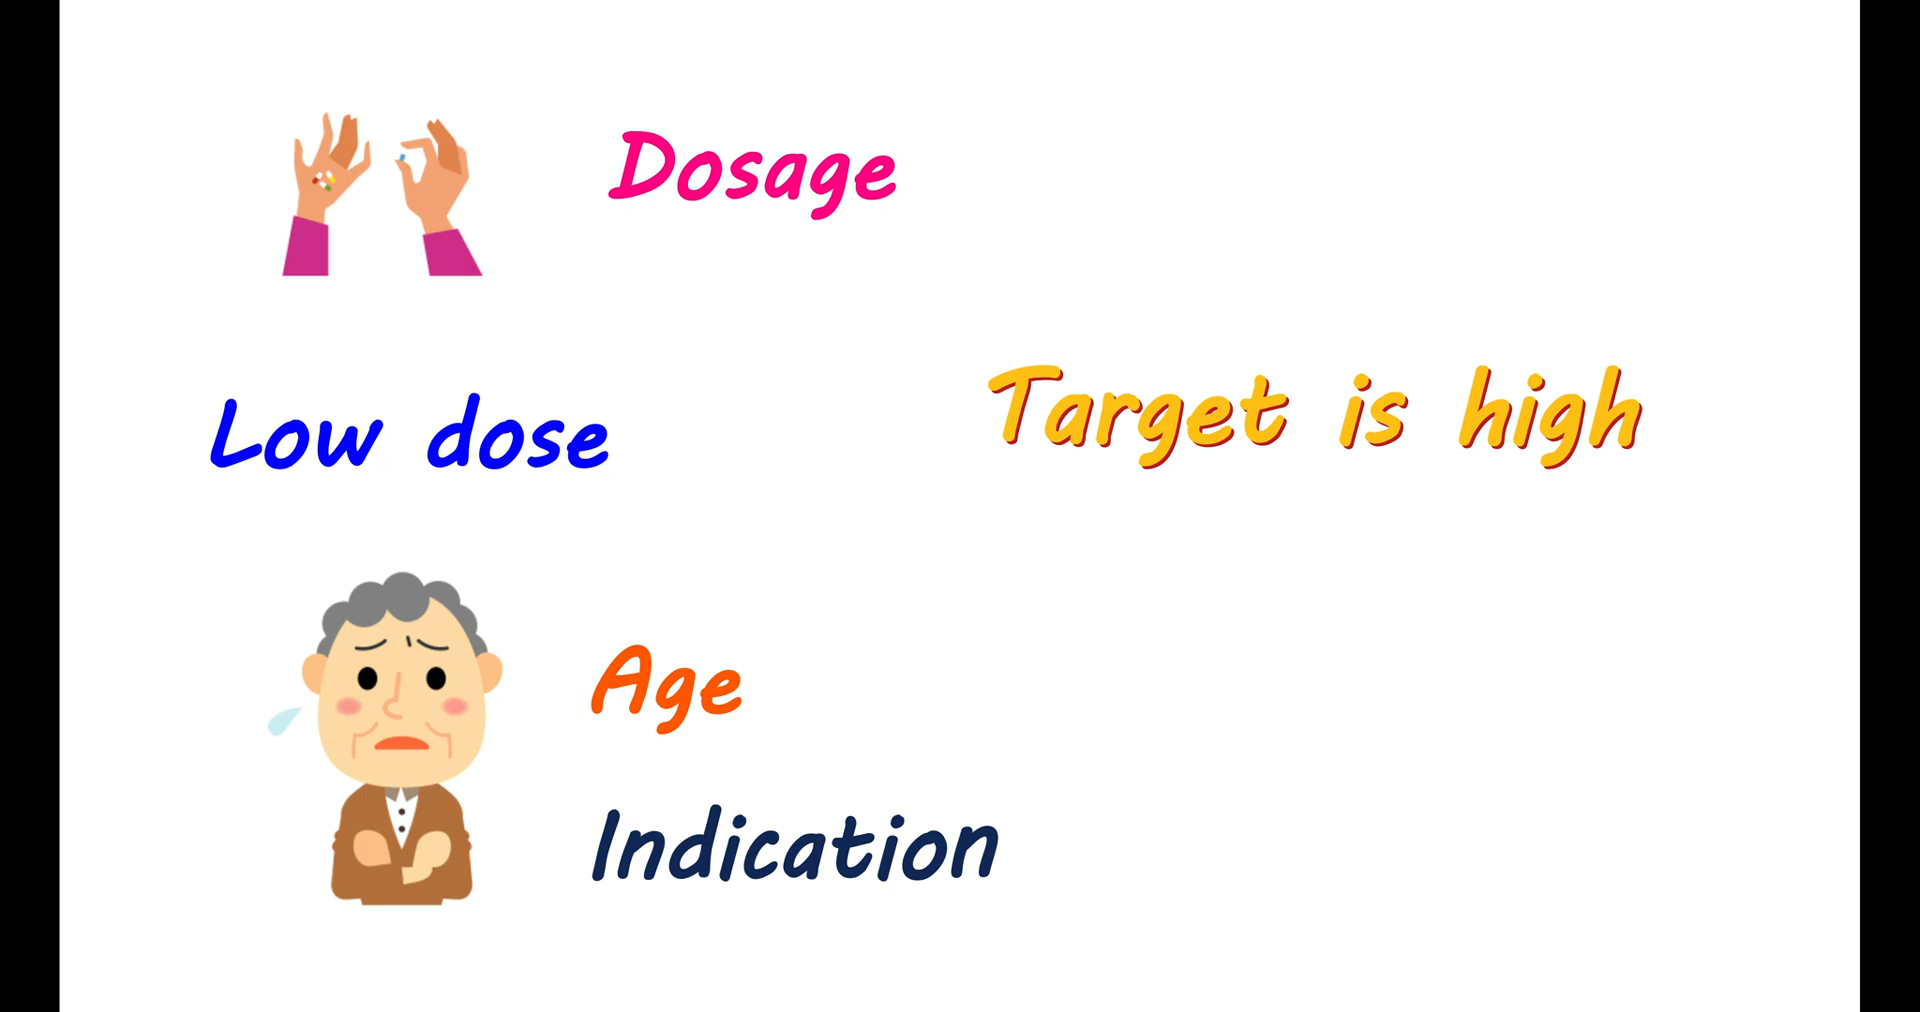 Dosage
Low dose
Target is high
Age
Indication